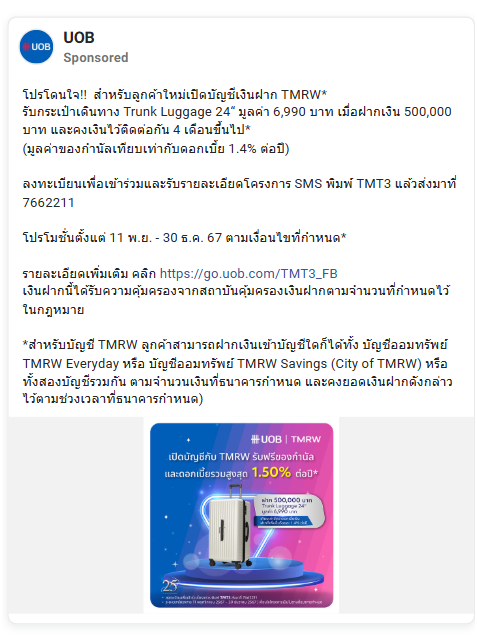 UOB
Sponsored
UOB
โปรโดนใจ!! สำหรับลูกค้าใหม่เปิดบัญชีเงินฝาก TMRW*
รับกระเป๋าเดินทาง Trunk Luggage 24“ มูลค่า 6,990 บาท เมื่อฝากเงิน 500,000
บาท และคงเงินไว้ติดต่อกัน 4 เดือนขึ้นไป*
(มูลค่าของกำนัลเทียบเท่ากับดอกเบี้ย 1.4% ต่อปี)
ลงทะเบียนเพื่อเข้าร่วมและรับรายละเอียดโครงการ SMS พิมพ์ TMT3 แล้วส่งมาที่
7662211
โปรโมชั่นตั้งแต่ 11 พ.ย. - 30 ธ.ค. 67 ตามเงื่อนไขที่กำหนด*
รายละเอียดเพิ่มเติม คลิก https://go.uob.com/TMT3_FB
เงินฝากนี้ได้รับความคุ้มครองจากสถาบันคุ้มครองเงินฝากตามจำนวนที่กำหนดไว้
ในกฎหมาย
*สำหรับบัญชี TMRW ลูกค้าสามารถฝากเงินเข้าบัญชีใดก็ได้ทั้ง บัญชีออมทรัพย์
TMRW Everyday หรือ บัญชีออมทรัพย์ TMRW Savings (City of TMRW) หรือ
ทั้งสองบัญชีรวมกัน ตามจำนวนเงินที่ธนาคารกำหนด และคงยอดเงินฝากดังกล่าว
ไว้ตามช่วงเวลาที่ธนาคารกำหนด)
UOB | TMRW
เปิดบัญชีกับ TMRW รับฟรีของกำนัล
และดอกเบี้ยรวมสูงสุด 1.50% ต่อปี*
ฝาก 500,000 บาท
Trunk Luggage 24"
มูลค่า 6,990 บาท
25